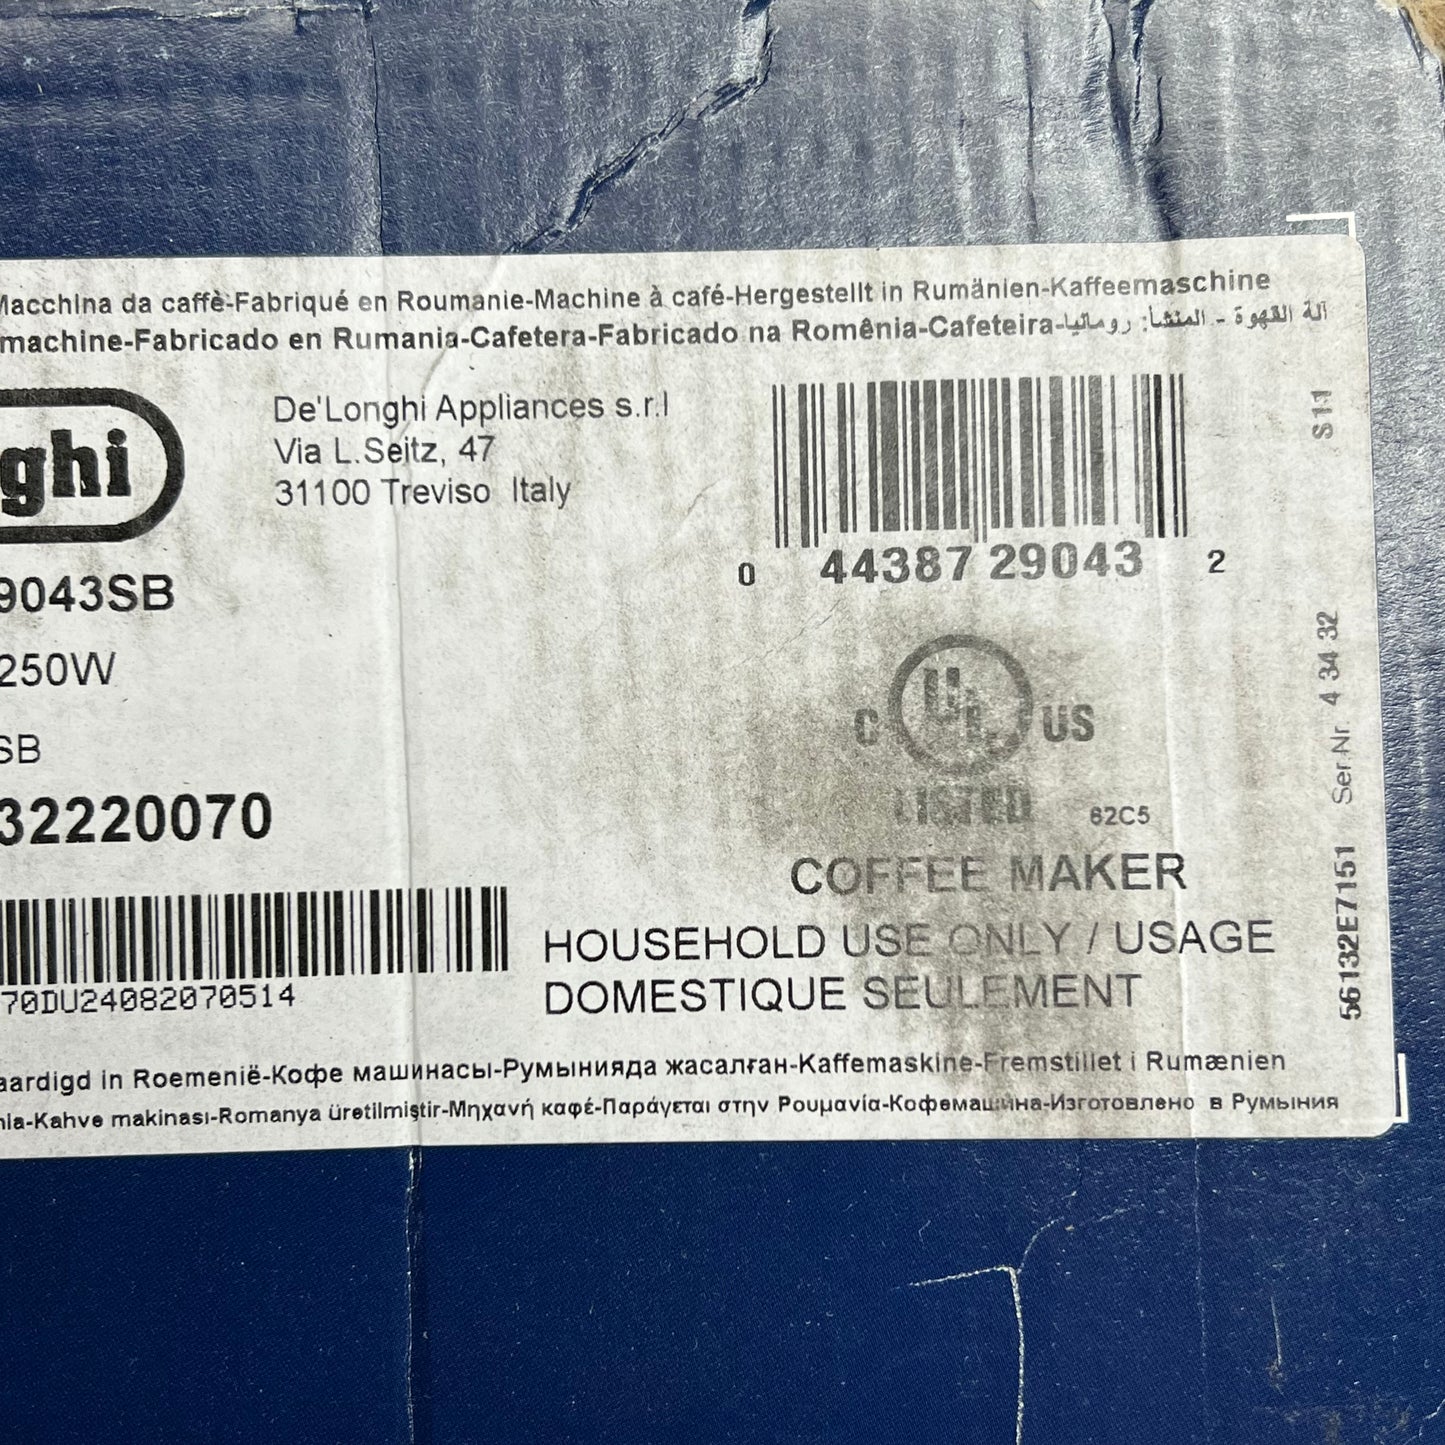 Macchina da caffè-Fabriqué en Roumanie-Machine à café-Hergestellt in Rumänien-Kaffeemaschine
machine-Fabricado en Rumania-Cafetera-Fabricado na Romênia-Cafeteira-آلة القهوة - المنشأ: رومانيا
ghi
De'Longhi Appliances s.r.l
Via L.Seitz, 47
31100 Treviso Italy
0 44387 29043 2
S11
9043SB
250W
SB
32220070
C UL US
LISTED
62C5
COFFEE MAKER
HOUSEHOLD USE ONLY / USAGE
DOMESTIQUE SEULEMENT
70DU24082070514
56132E7151 Ser.Nr. 4 34 32
aardigd in Roemenië-Кофе машинасы-Румынияда жасалған-Kaffemaskine-Fremstillet i Rumænien
nia-Kahve makinası-Romanya üretilmiştir-Μηχανή καφέ-Παράγεται στην Ρουμανία-Кофемашина-Изготовлено в Румыния